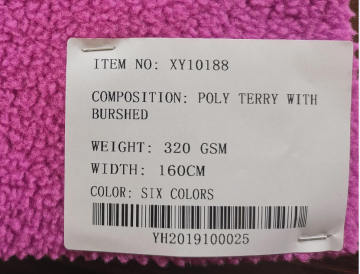 ITEM NO: XY10188
COMPOSITION: POLY TERRY WITH
BURSHED
WEIGHT: 320 GSM
WIDTH: 160CM
COLOR: SIX COLORS
YH2019100025